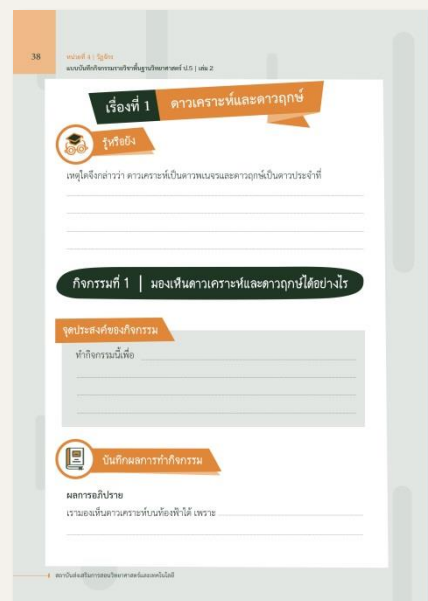 38
หน่วยที่ 4 | วัฏจักร
แบบบันทึกกิจกรรมรายวิชาพื้นฐานวิทยาศาสตร์ ป.5 | เล่ม 2
เรื่องที่ 1 ดาวเคราะห์และดาวฤกษ์
รู้หรือยัง
เหตุใดจึงกล่าวว่า ดาวเคราะห์เป็นดาวพเนจรและดาวฤกษ์เป็นดาวประจำที่
กิจกรรมที่ 1 | มองเห็นดาวเคราะห์และดาวฤกษ์ได้อย่างไร
จุดประสงค์ของกิจกรรม
ทำกิจกรรมนี้เพื่อ
บันทึกผลการทำกิจกรรม
ผลการอภิปราย
เรามองเห็นดาวเคราะห์บนท้องฟ้าได้ เพราะ
สถาบันส่งเสริมการสอนวิทยาศาสตร์และเทคโนโลยี